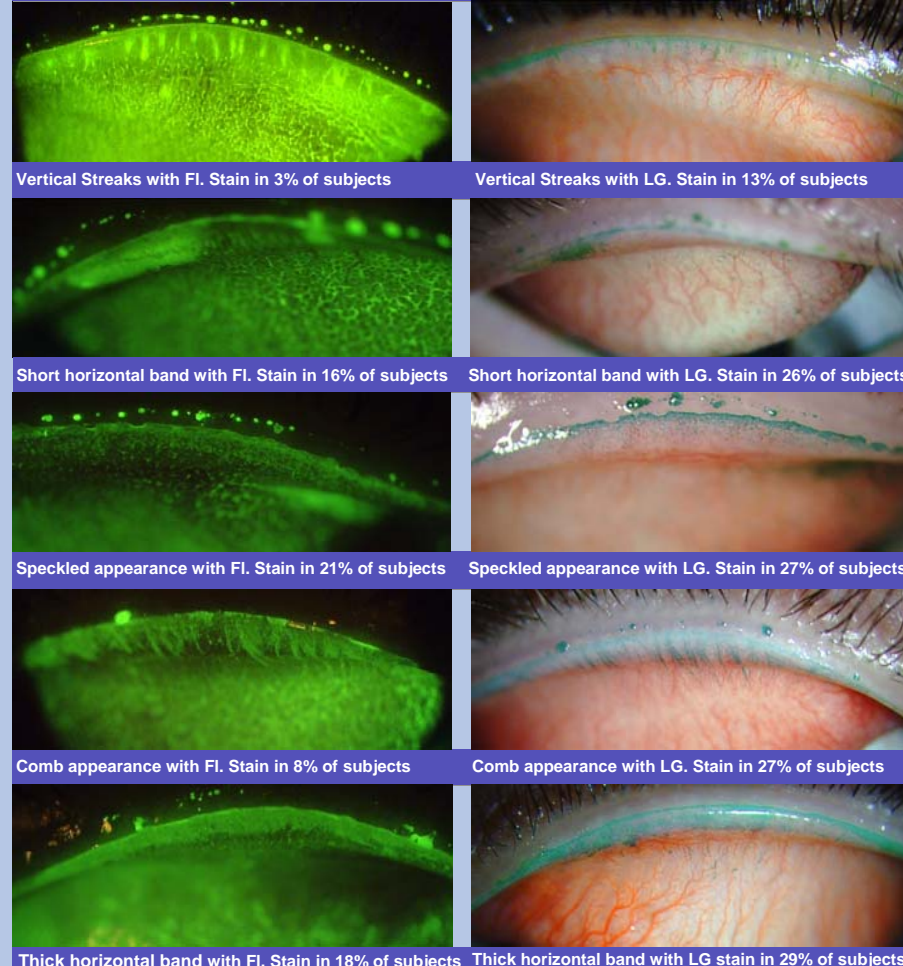 Vertical Streaks with Fl. Stain in 3% of subjects
Vertical Streaks with LG. Stain in 13% of subjects
Short horizontal band with Fl. Stain in 16% of subjects
Short horizontal band with LG. Stain in 26% of subjects
Speckled appearance with Fl. Stain in 21% of subjects
Speckled appearance with LG. Stain in 27% of subjects
Comb appearance with Fl. Stain in 8% of subjects
Comb appearance with LG. Stain in 27% of subjects
Thick horizontal band with Fl. Stain in 18% of subjects
Thick horizontal band with LG stain in 29% of subjects